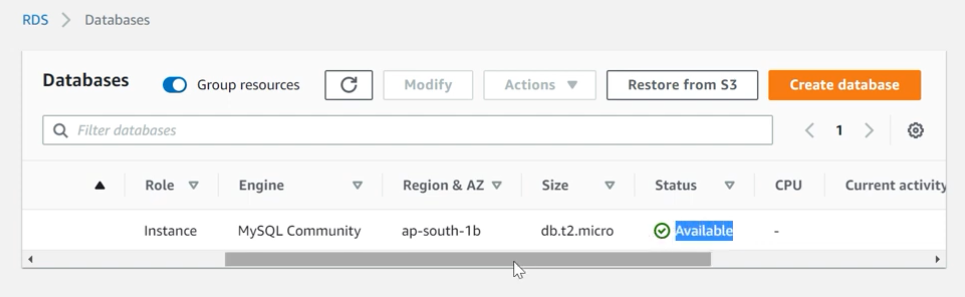 RDS > Databases
Databases Group resources Modify Actions Restore from S3 Create database
Filter databases 1
Role Engine Region & AZ Size Status CPU Current activity
Instance MySQL Community ap-south-1b db.t2.micro Available -